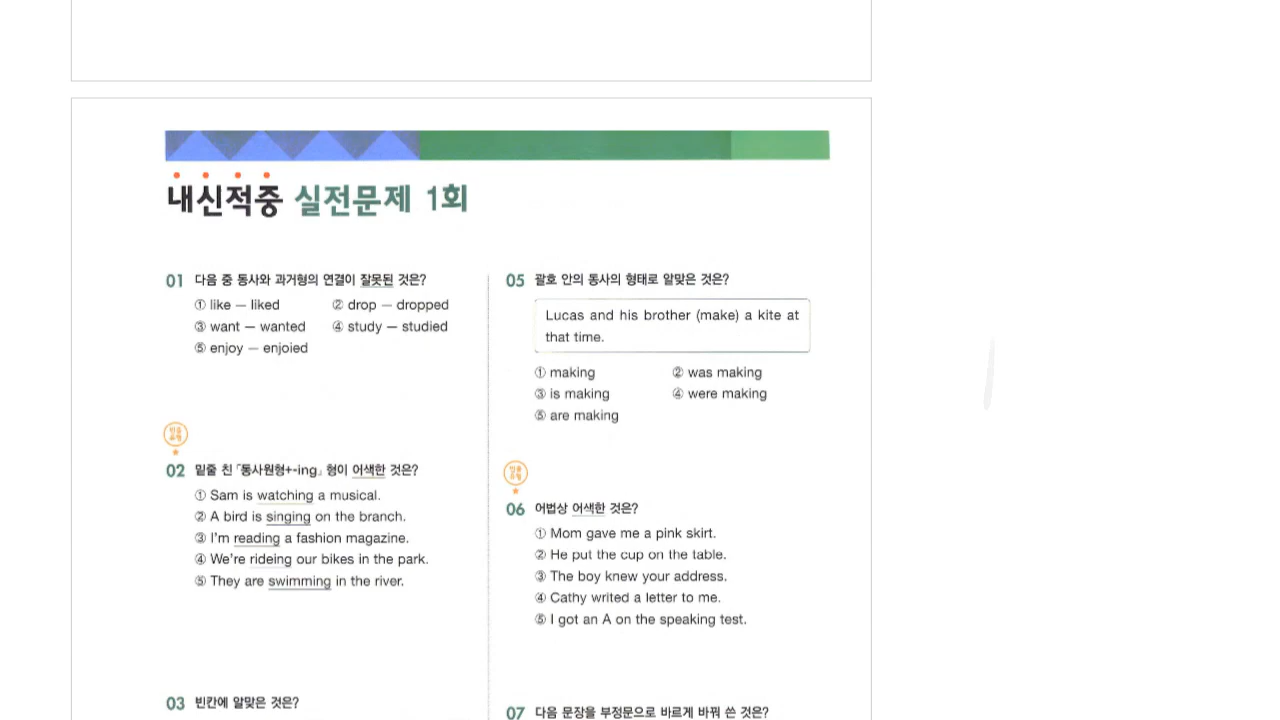 내신적중 실전문제 1회
01 다음 중 동사와 과거형의 연결이 잘못된 것은?
① like – liked ② drop – dropped
③ want – wanted ④ study – studied
⑤ enjoy – enjoied
02 밑줄 친 「동사원형+-ing」 형이 어색한 것은?
① Sam is watching a musical.
② A bird is singing on the branch.
③ I'm reading a fashion magazine.
④ We're rideing our bikes in the park.
⑤ They are swimming in the river.
03 빈칸에 알맞은 것은?
05 괄호 안의 동사의 형태로 알맞은 것은?
Lucas and his brother (make) a kite at
that time.
① making ② was making
③ is making ④ were making
⑤ are making
06 어법상 어색한 것은?
① Mom gave me a pink skirt.
② He put the cup on the table.
③ The boy knew your address.
④ Cathy writed a letter to me.
⑤ I got an A on the speaking test.
07 다음 문장을 부정문으로 바르게 바꿔 쓴 것은?